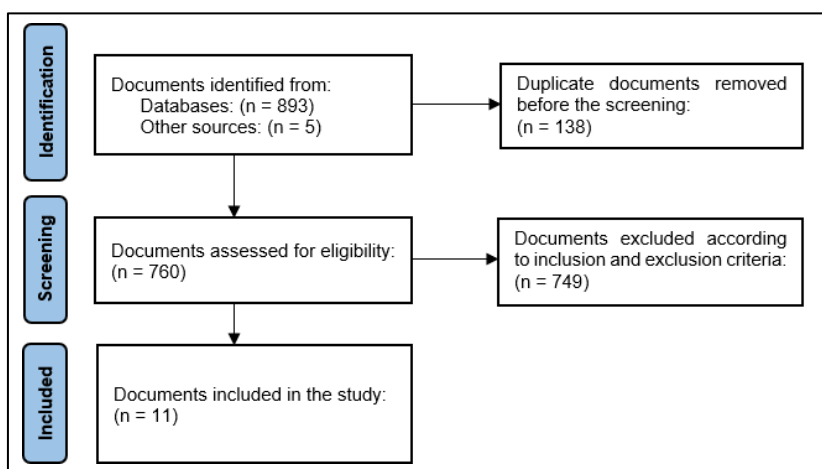 Identification
Documents identified from:
Databases: (n = 893)
Other sources: (n = 5)
Duplicate documents removed
before the screening:
(n = 138)
Screening
Documents assessed for eligibility:
(n = 760)
Documents excluded according
to inclusion and exclusion criteria:
(n = 749)
Included
Documents included in the study:
(n = 11)